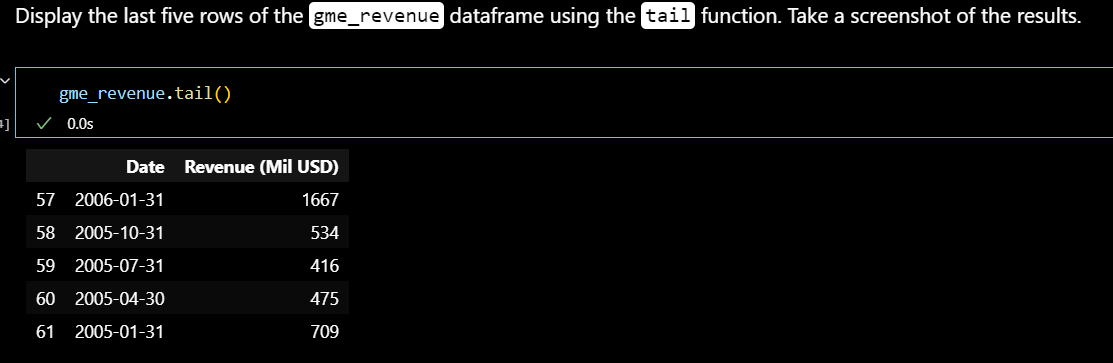 Display the last five rows of the gme_revenue dataframe using the tail function. Take a screenshot of the results.
gme_revenue.tail()
4]
0.0s
Date Revenue (Mil USD)
57 2006-01-31 1667
58 2005-10-31 534
59 2005-07-31 416
60 2005-04-30 475
61 2005-01-31 709